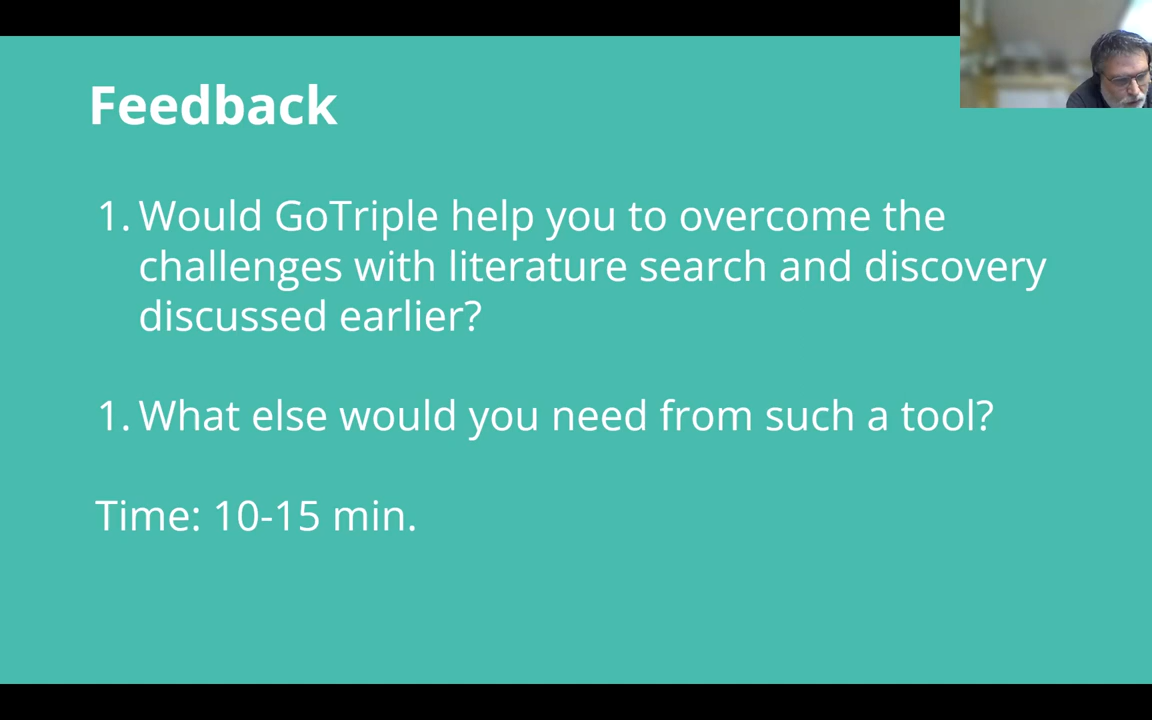 Feedback
1. Would GoTriple help you to overcome the
challenges with literature search and discovery
discussed earlier?
1. What else would you need from such a tool?
Time: 10-15 min.